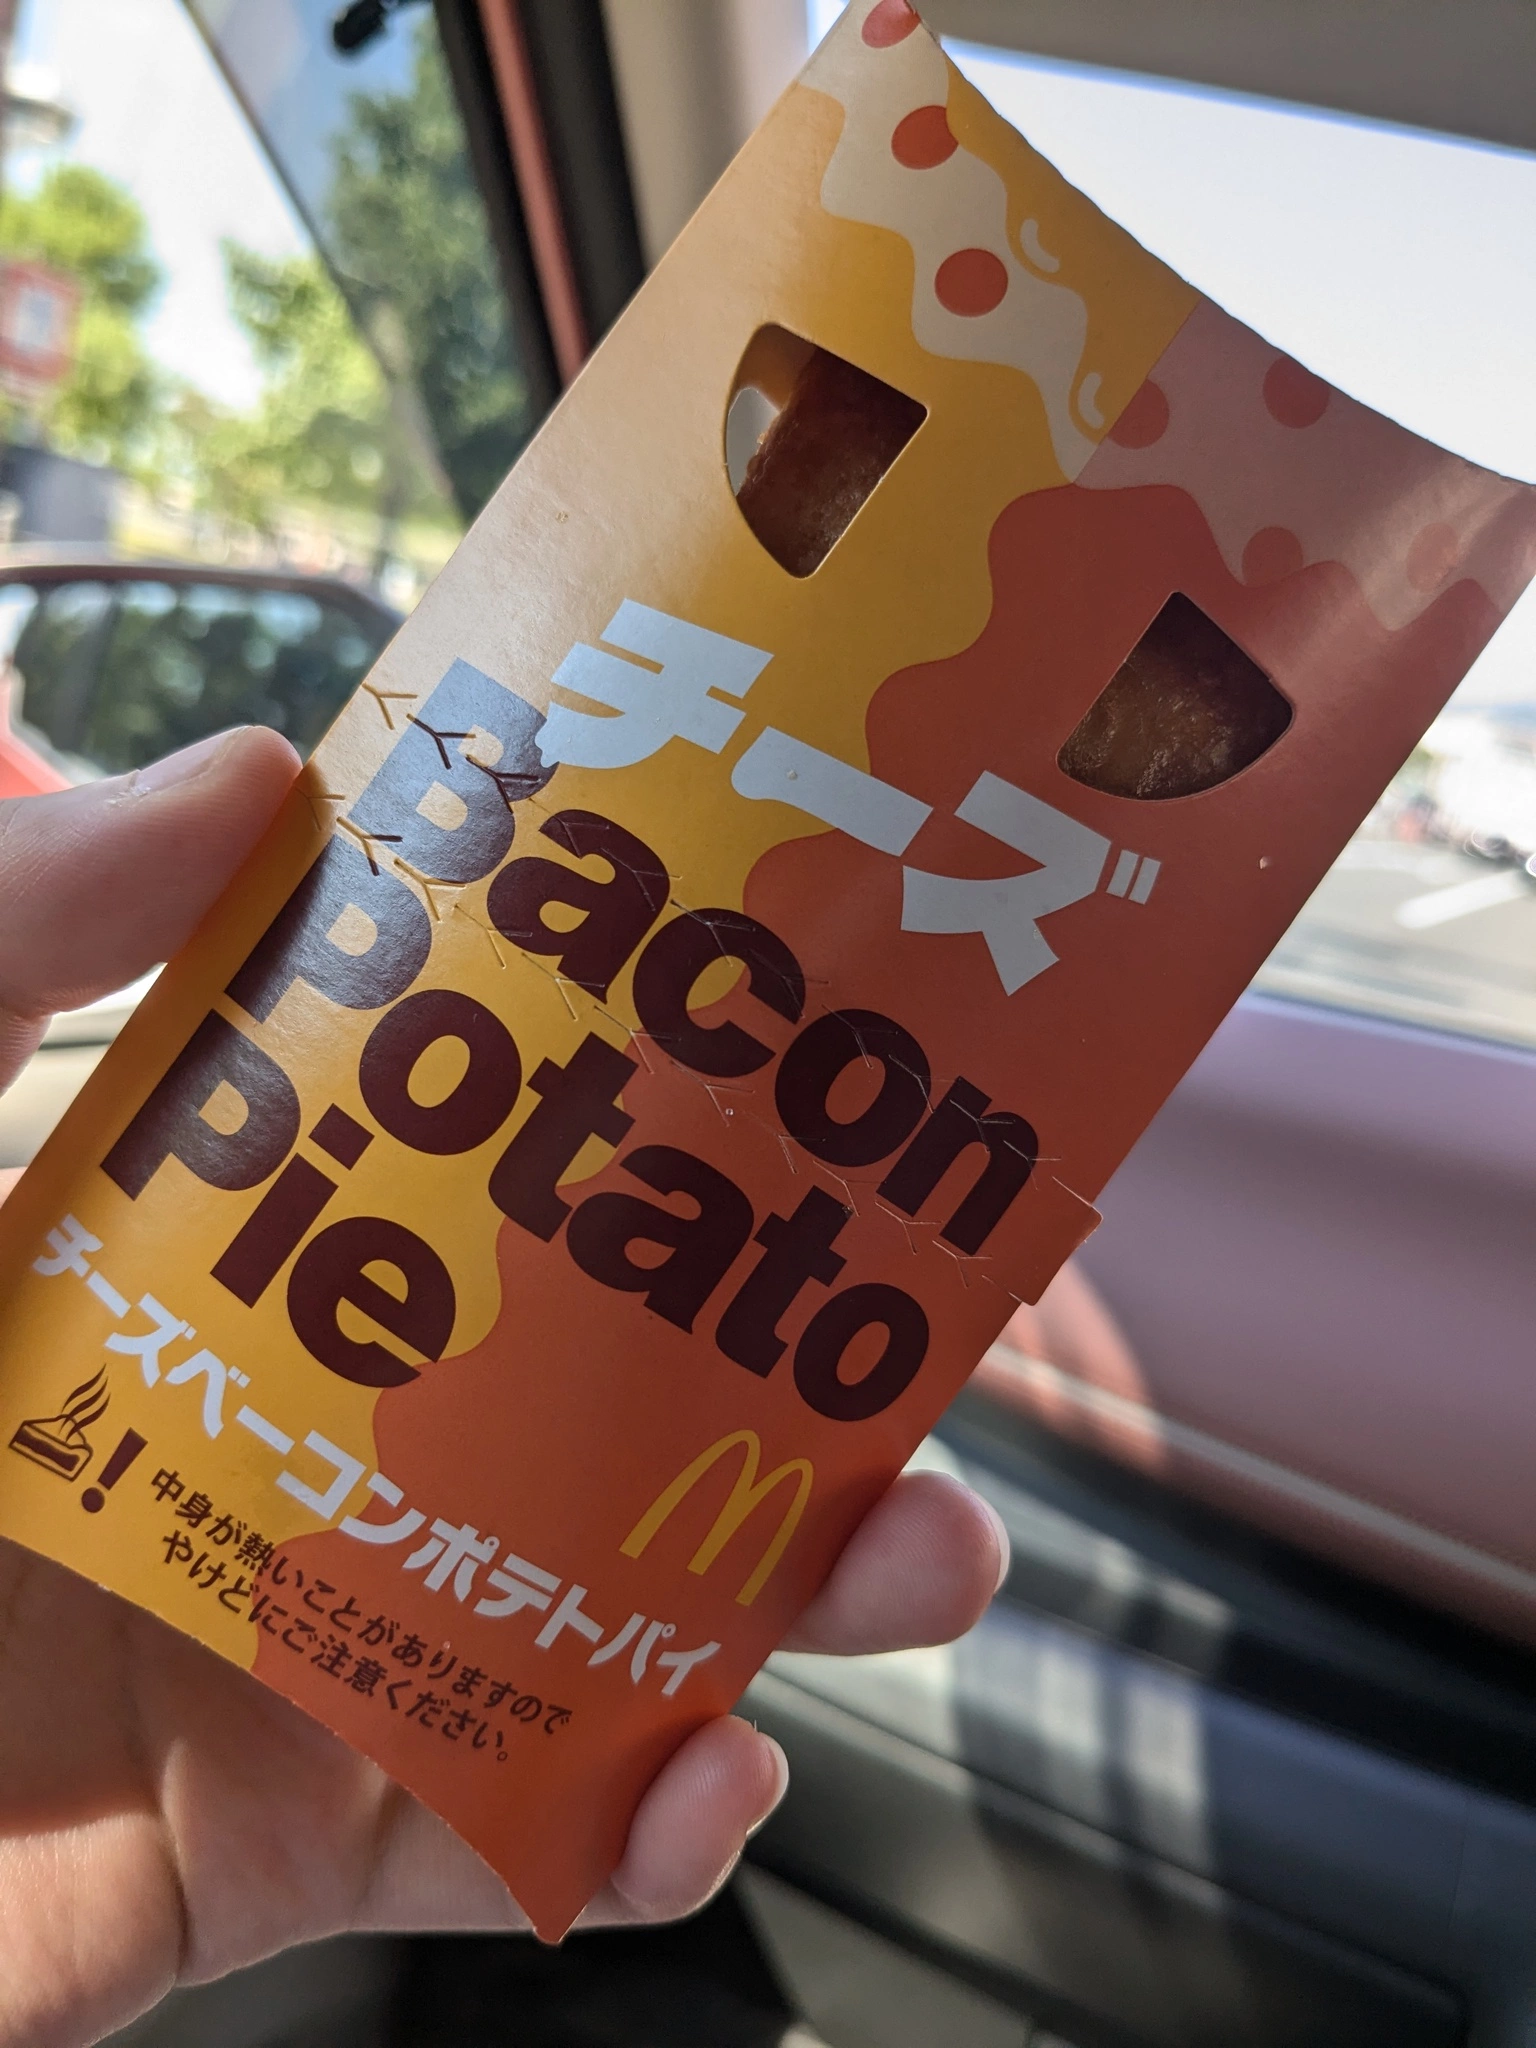 チーズ
Bacon
Potato
Pie
チーズベーコンポテトパイ
!
中身が熱いことがありますので
やけどにご注意ください。